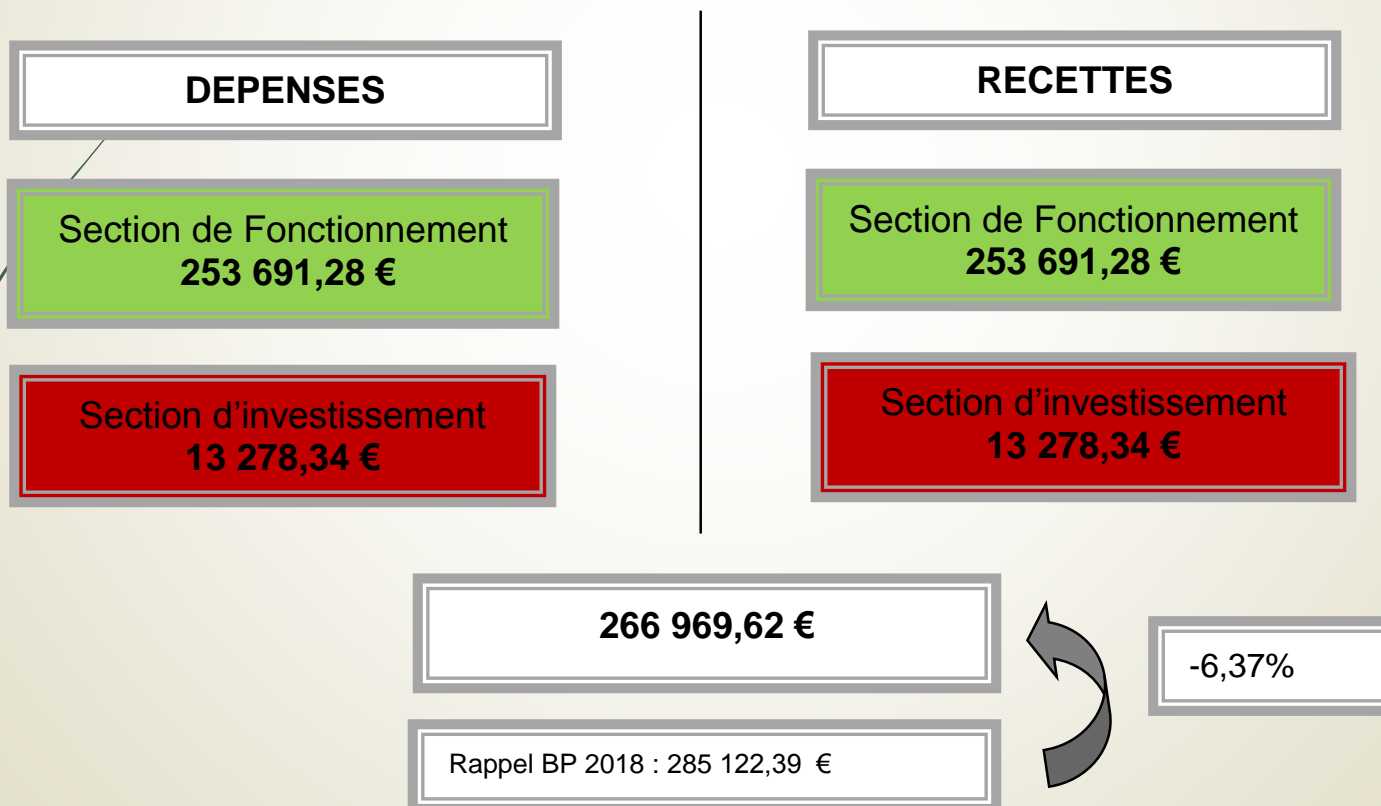 DEPENSES
Section de Fonctionnement
253 691,28 €
Section d’investissement
13 278,34 €
RECETTES
Section de Fonctionnement
253 691,28 €
Section d’investissement
13 278,34 €
266 969,62 €
-6,37%
Rappel BP 2018 : 285 122,39 €